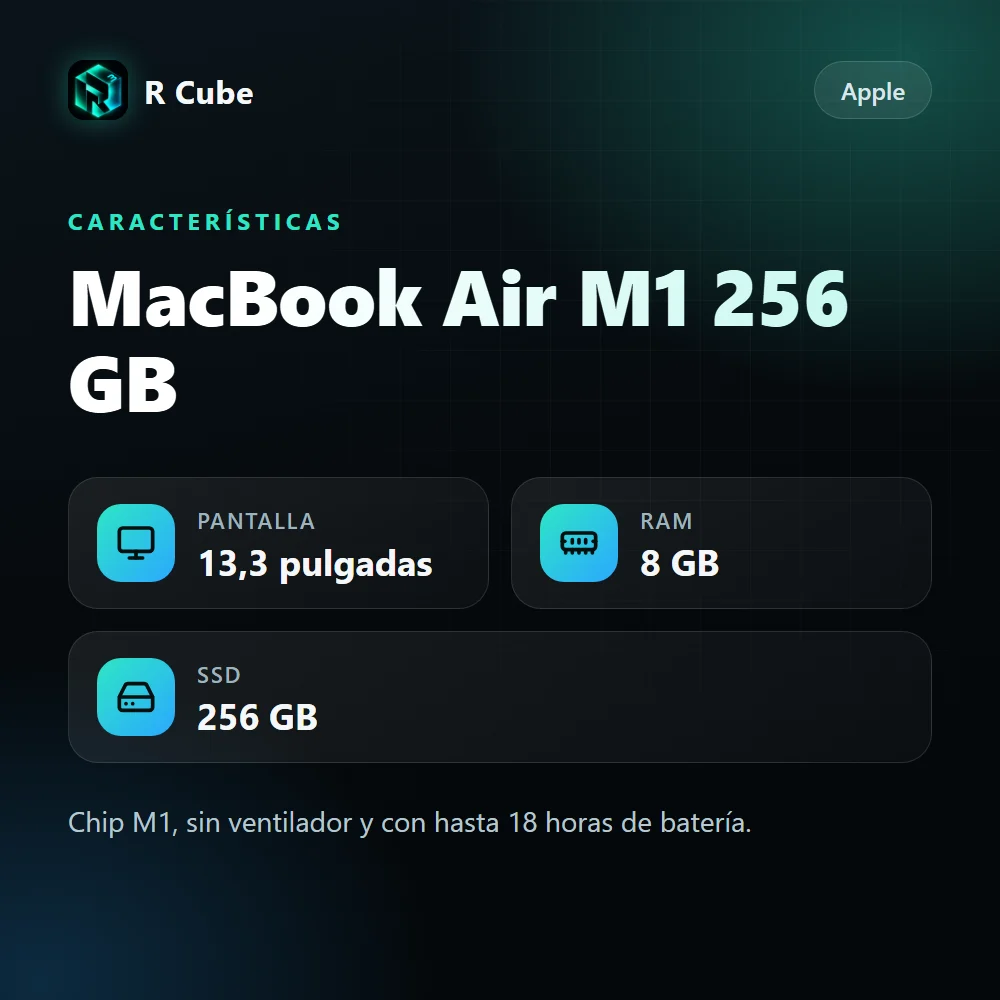 R Cube
Apple
CARACTERÍSTICAS
MacBook Air M1 256
GB
PANTALLA
13,3 pulgadas
RAM
8 GB
SSD
256 GB
Chip M1, sin ventilador y con hasta 18 horas de batería.